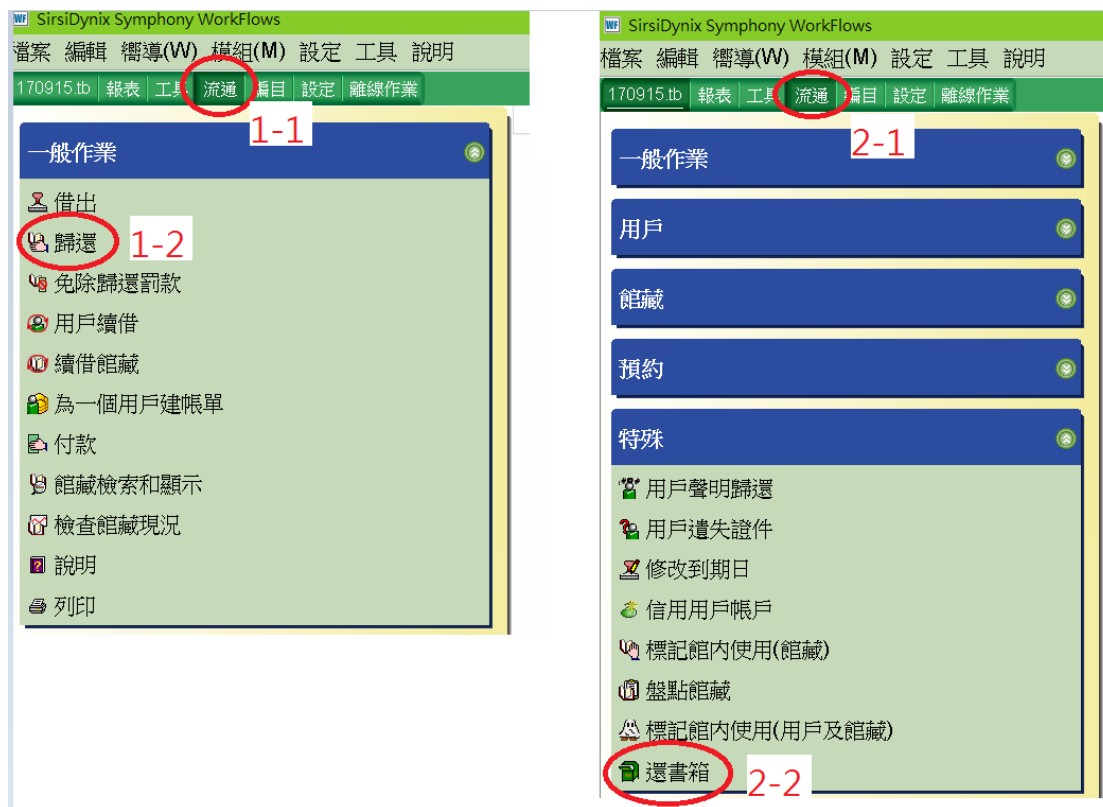 SirsiDynix Symphony WorkFlows
檔案 編輯 嚮導(W) 模組(M) 設定 工具 說明
170915.tb 報表 工具 流通 編目 設定 離線作業
1-1
一般作業
借出
歸還
1-2
免除歸還罰款
用戶續借
續借館藏
為一個用戶建帳單
付款
館藏檢索和顯示
檢查館藏現況
說明
列印
SirsiDynix Symphony WorkFlows
檔案 編輯 嚮導(W) 模組(M) 設定 工具 說明
170915.tb 報表 工具 流通 編目 設定 離線作業
2-1
一般作業
用戶
館藏
預約
特殊
用戶聲明歸還
用戶遺失證件
修改到期日
信用用戶帳戶
標記館內使用(館藏)
盤點館藏
標記館內使用(用戶及館藏)
還書箱
2-2